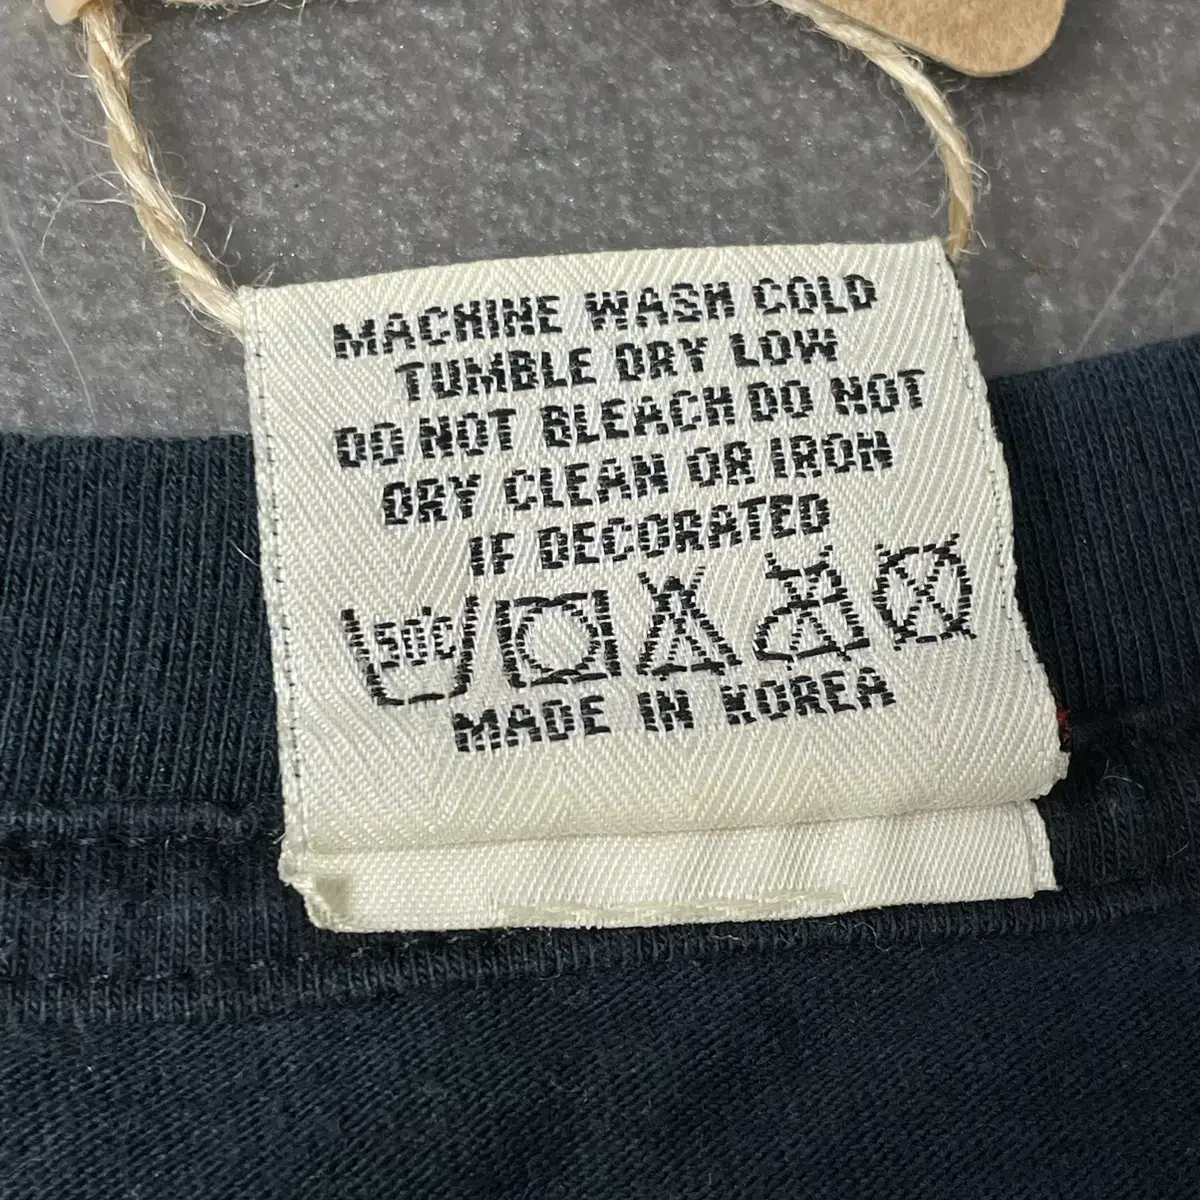 MACHINE WASH COLD
TUMBLE DRY LOW
DO NOT BLEACH DO NOT
DRY CLEAN OR IRON
IF DECORATED
50°C
MADE IN KOREA